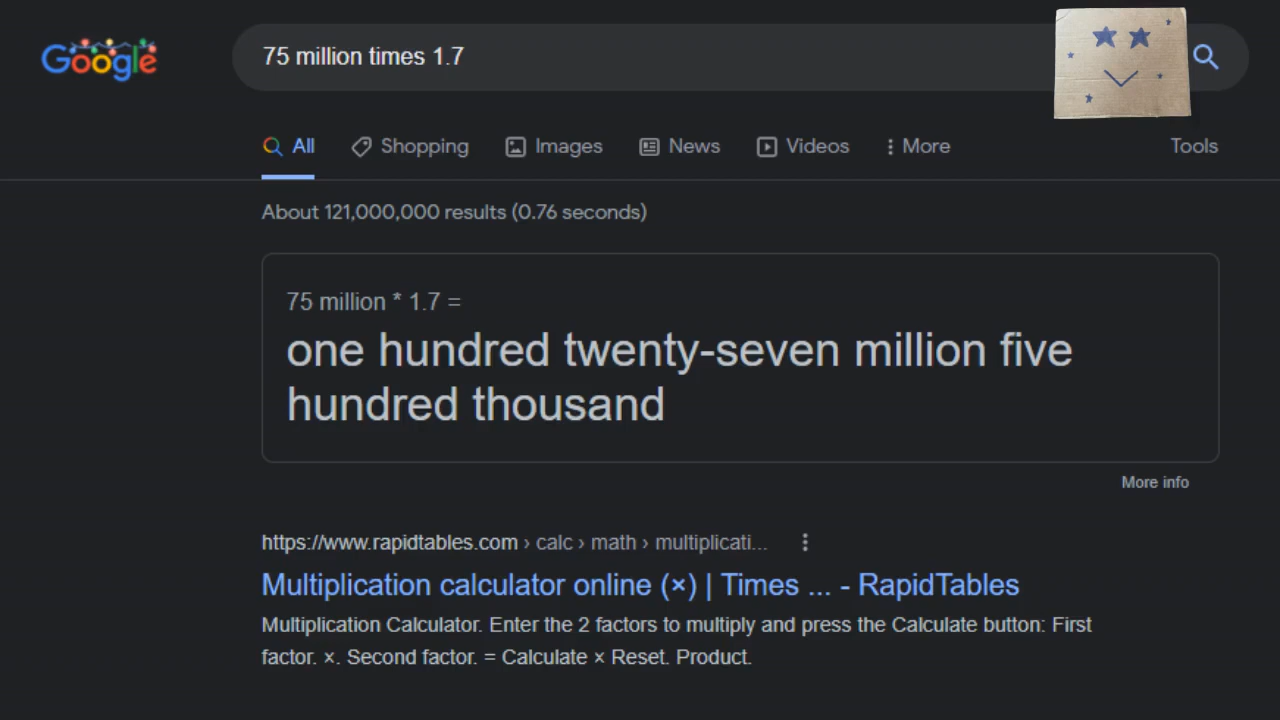 Google
75 million times 1.7
All Shopping Images News Videos More Tools
About 121,000,000 results (0.76 seconds)
75 million * 1.7 =
one hundred twenty-seven million five
hundred thousand
More info
https://www.rapidtables.com › calc › math › multiplicati...
Multiplication calculator online (×) | Times ... - RapidTables
Multiplication Calculator. Enter the 2 factors to multiply and press the Calculate button: First
factor. ×. Second factor. = Calculate × Reset. Product.